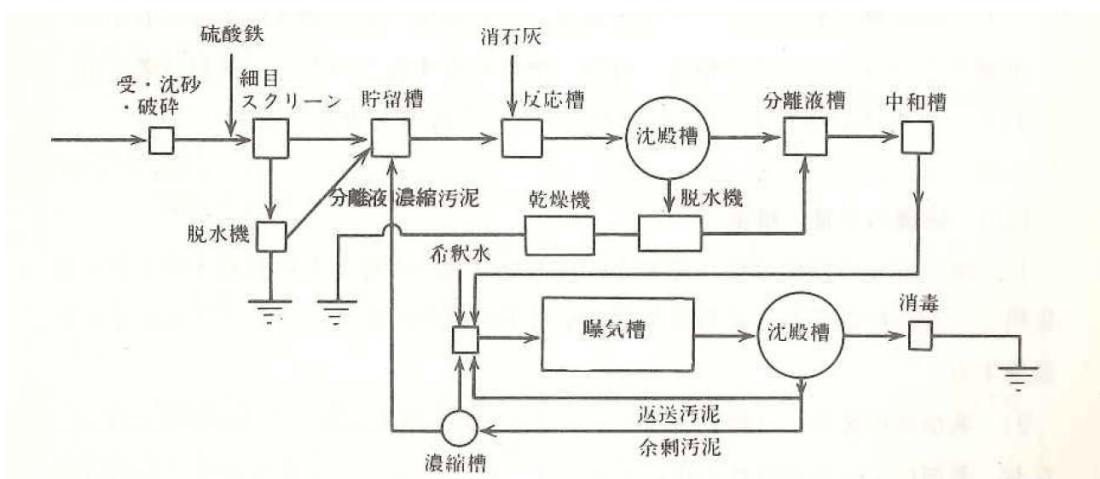 硫酸鉄
消石灰
受・沈砂
・破砕
細目
スクリーン
貯留槽
反応槽
沈殿槽
分離液槽
中和槽
分離液
濃縮汚泥
乾燥機
脱水機
脱水機
希釈水
曝気槽
沈殿槽
消毒
返送汚泥
余剰汚泥
濃縮槽